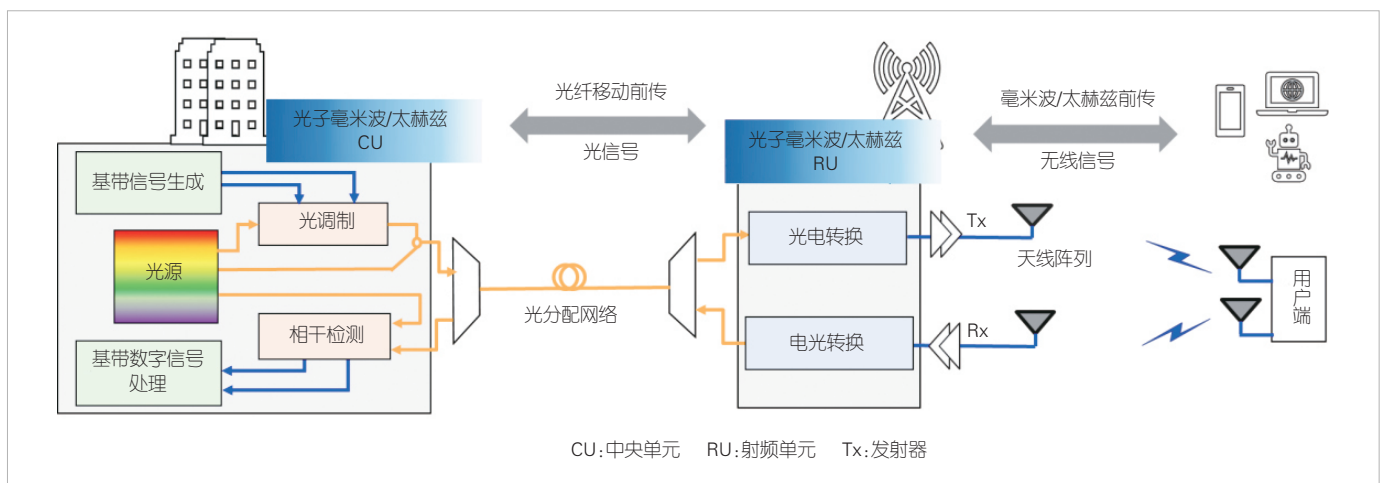 光纤移动前传
毫米波/太赫兹前传
光子毫米波/太赫兹
CU
光信号
光子毫米波/太赫兹
RU
无线信号
基带信号生成
光调制
光电转换
Tx
天线阵列
光源
光分配网络
用户端
相干检测
电光转换
Rx
基带数字信号
处理
CU:中央单元 RU:射频单元 Tx:发射器